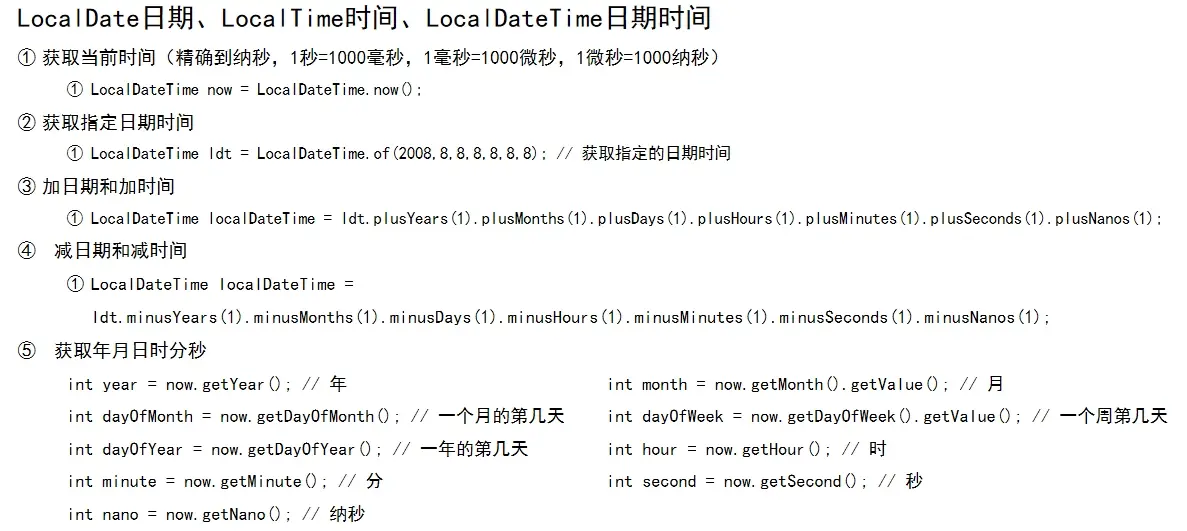 LocalDate日期、LocalTime时间、LocalDateTime日期时间
① 获取当前时间（精确到纳秒，1秒=1000毫秒，1毫秒=1000微秒，1微秒=1000纳秒）
① LocalDateTime now = LocalDateTime.now();
② 获取指定日期时间
① LocalDateTime ldt = LocalDateTime.of(2008,8,8,8,8,8,8); // 获取指定的日期时间
③ 加日期和加时间
① LocalDateTime localDateTime = ldt.plusYears(1).plusMonths(1).plusDays(1).plusHours(1).plusMinutes(1).plusSeconds(1).plusNanos(1);
④ 减日期和减时间
① LocalDateTime localDateTime =
ldt.minusYears(1).minusMonths(1).minusDays(1).minusHours(1).minusMinutes(1).minusSeconds(1).minusNanos(1);
⑤ 获取年月日时分秒
int year = now.getYear(); // 年
int month = now.getMonth().getValue(); // 月
int dayOfMonth = now.getDayOfMonth(); // 一个月的第几天
int dayOfWeek = now.getDayOfWeek().getValue(); // 一个周第几天
int dayOfYear = now.getDayOfYear(); // 一年的第几天
int hour = now.getHour(); // 时
int minute = now.getMinute(); // 分
int second = now.getSecond(); // 秒
int nano = now.getNano(); // 纳秒